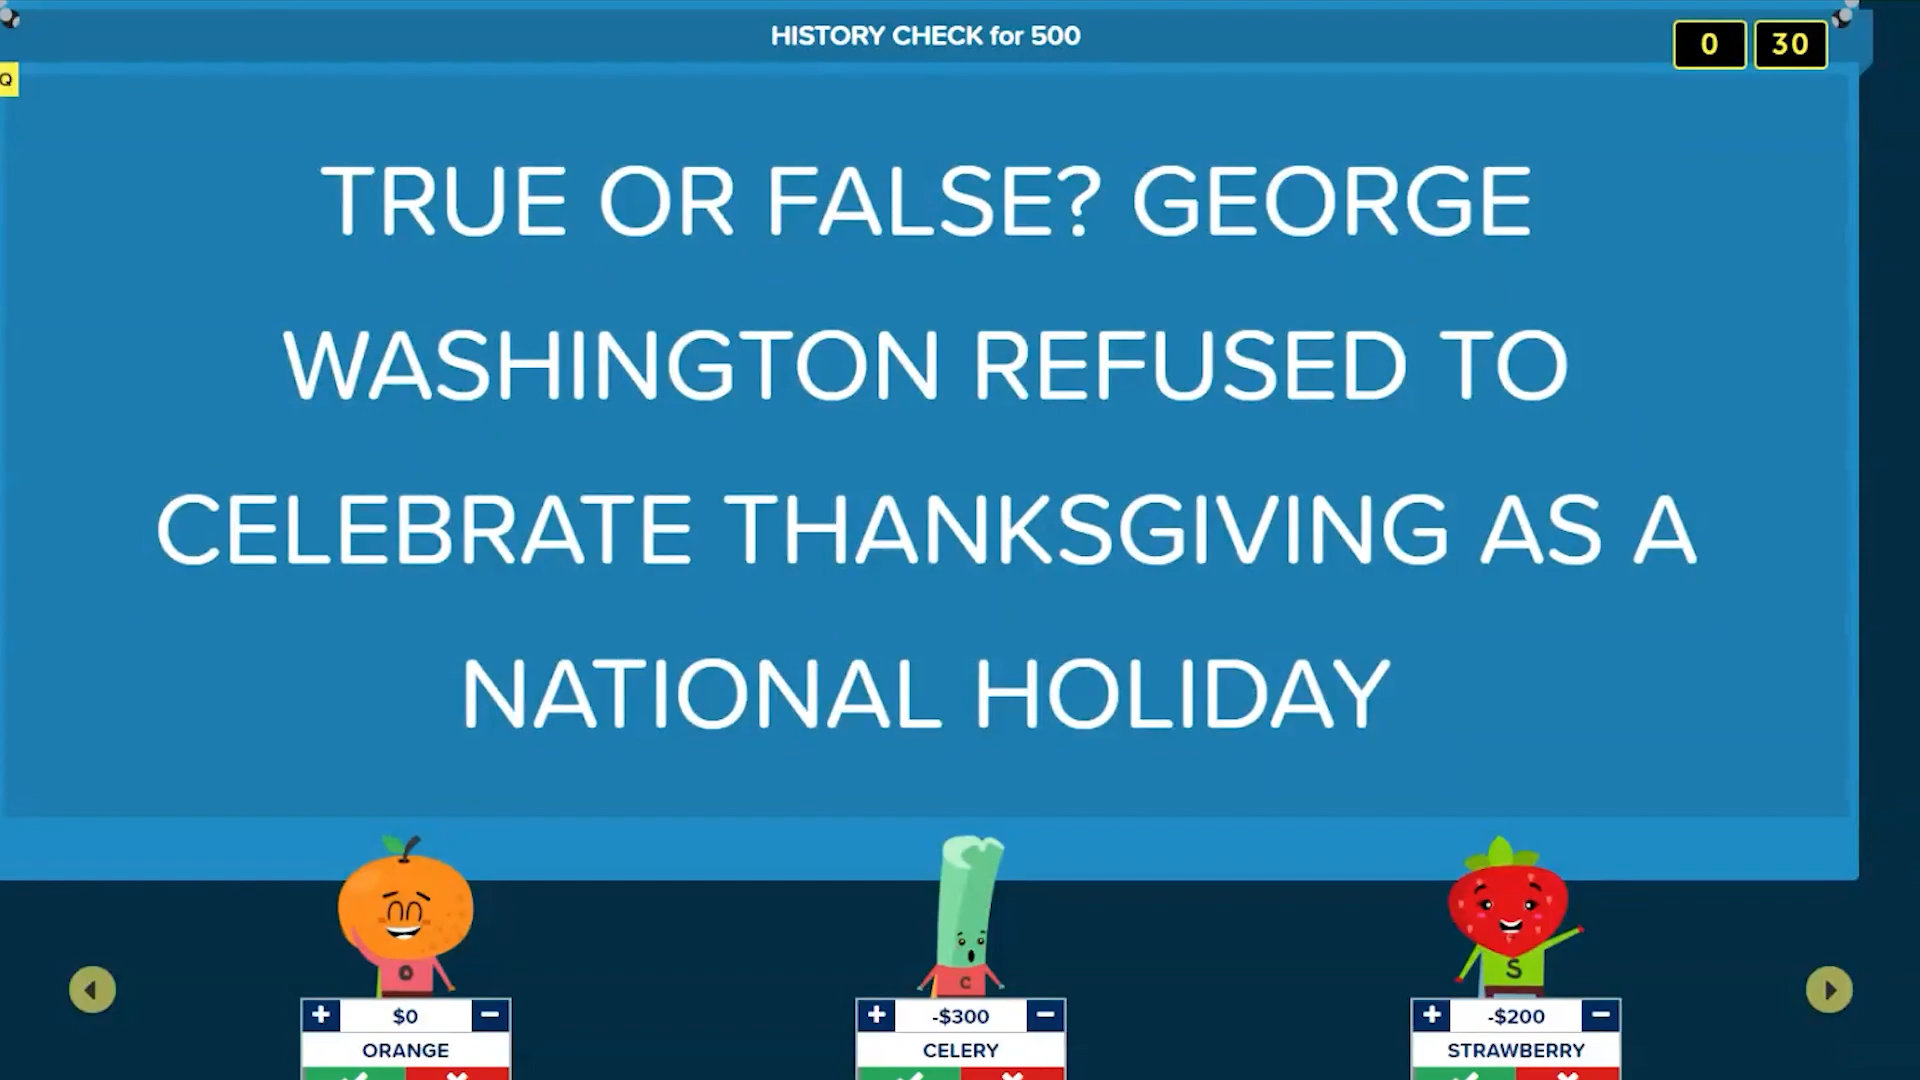 HISTORY CHECK for 500
0 30
Q
TRUE OR FALSE? GEORGE
WASHINGTON REFUSED TO
CELEBRATE THANKSGIVING AS A
NATIONAL HOLIDAY
O
C
S
+ $0 −
+ -$300 −
+ -$200 −
ORANGE
CELERY
STRAWBERRY